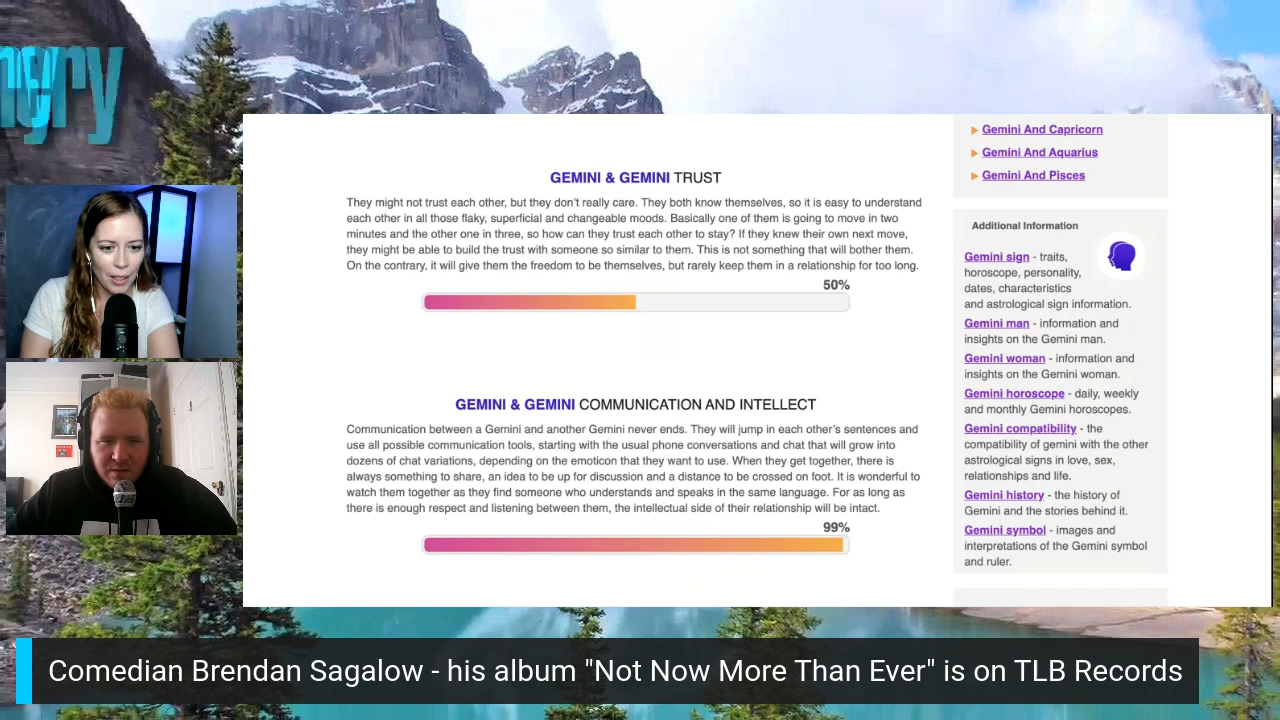 GEMINI & GEMINI TRUST
They might not trust each other, but they don't really care. They both know themselves, so it is easy to understand
each other in all those flaky, superficial and changeable moods. Basically one of them is going to move in two
minutes and the other one in three, so how can they trust each other to stay? If they knew their own next move,
they might be able to build the trust with someone so similar to them. This is not something that will bother them.
On the contrary, it will give them the freedom to be themselves, but rarely keep them in a relationship for too long.
50%
GEMINI & GEMINI COMMUNICATION AND INTELLECT
Communication between a Gemini and another Gemini never ends. They will jump in each other's sentences and
use all possible communication tools, starting with the usual phone conversations and chat that will grow into
dozens of chat variations, depending on the emoticon that they want to use. When they get together, there is
always something to share, an idea to be up for discussion and a distance to be crossed on foot. It is wonderful to
watch them together as they find someone who understands and speaks in the same language. For as long as
there is enough respect and listening between them, the intellectual side of their relationship will be intact.
99%
Gemini And Capricorn
Gemini And Aquarius
Gemini And Pisces
Additional Information
Gemini sign - traits,
horoscope, personality,
dates, characteristics
and astrological sign information.
Gemini man - information and
insights on the Gemini man.
Gemini woman - information and
insights on the Gemini woman.
Gemini horoscope - daily, weekly
and monthly Gemini horoscopes.
Gemini compatibility - the
compatibility of gemini with the other
astrological signs in love, sex,
relationships and life.
Gemini history - the history of
Gemini and the stories behind it.
Gemini symbol - images and
interpretations of the Gemini symbol
and ruler.
Comedian Brendan Sagalow - his album "Not Now More Than Ever" is on TLB Records